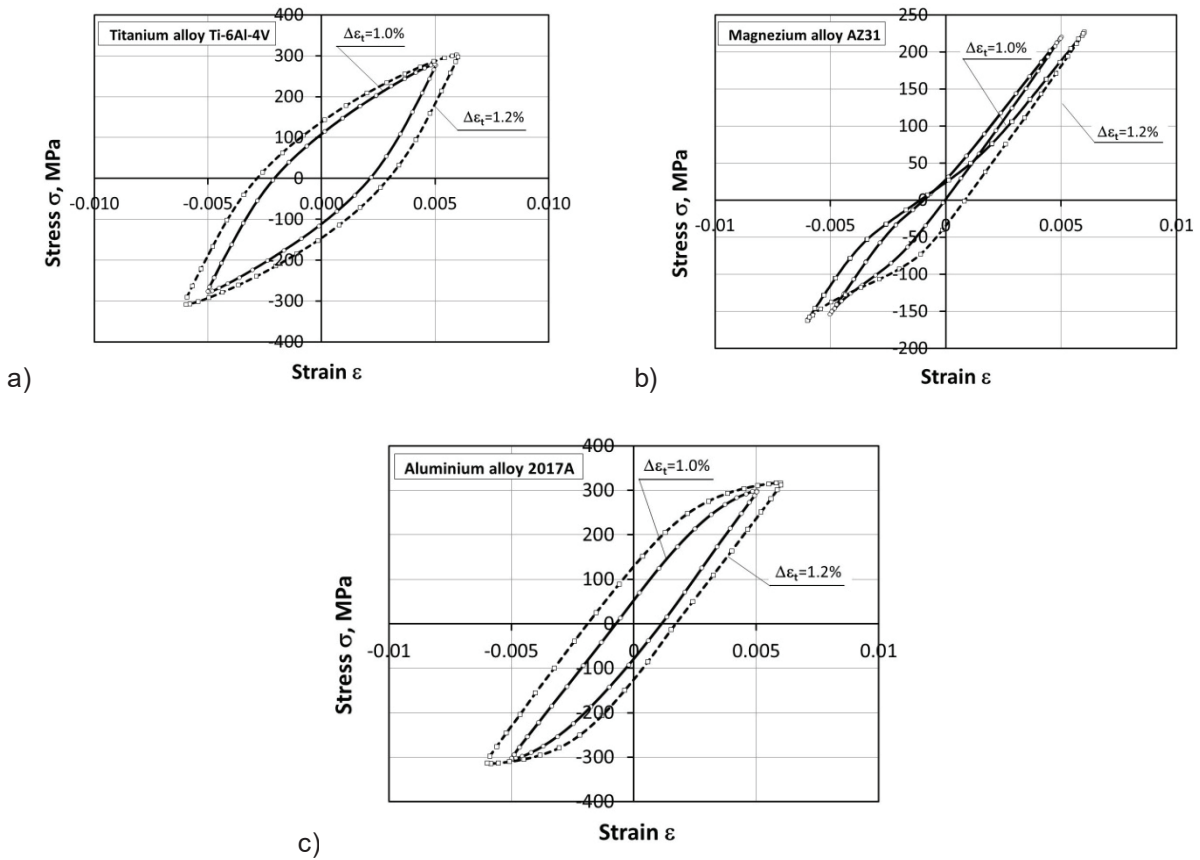 Titanium alloy Ti-6Al-4V
Δεt=1.0%
Δεt=1.2%
400
300
200
100
0
-100
-200
-300
-400
-0.010
-0.005
0.000
0.005
0.010
Stress σ, MPa
Strain ε
a)
Magnezium alloy AZ31
Δεt=1.0%
Δεt=1.2%
250
200
150
100
50
0
-50
-100
-150
-200
-0.01
-0.005
0
0.005
0.01
Stress σ, MPa
Strain ε
b)
Aluminium alloy 2017A
Δεt=1.0%
Δεt=1.2%
400
300
200
100
0
-100
-200
-300
-400
-0.01
-0.005
0
0.005
0.01
Stress σ, MPa
Strain ε
c)